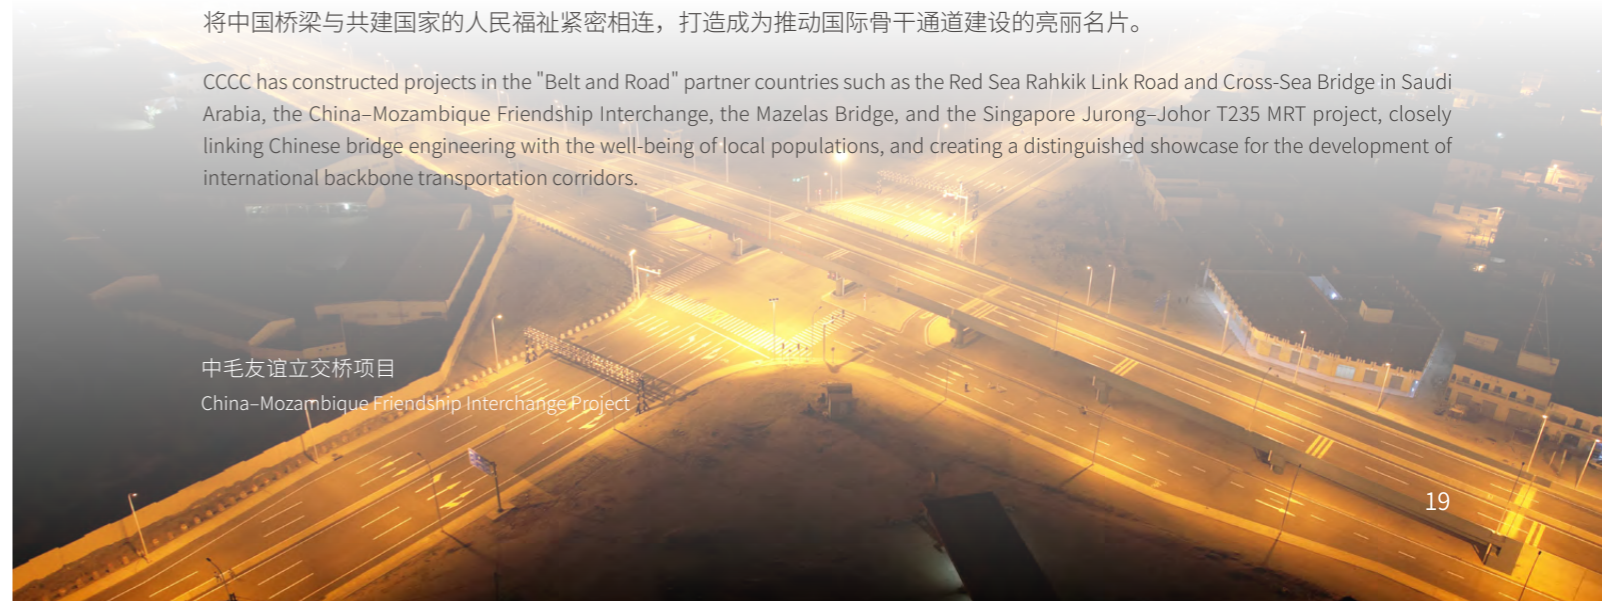 将中国桥梁与共建国家的人民福祉紧密相连，打造成为推动国际骨干通道建设的亮丽名片。
CCCC has constructed projects in the "Belt and Road" partner countries such as the Red Sea Rahkik Link Road and Cross-Sea Bridge in Saudi
Arabia, the China–Mozambique Friendship Interchange, the Mazelas Bridge, and the Singapore Jurong–Johor T235 MRT project, closely
linking Chinese bridge engineering with the well-being of local populations, and creating a distinguished showcase for the development of
international backbone transportation corridors.
中毛友谊立交桥项目
China–Mozambique Friendship Interchange Project
19